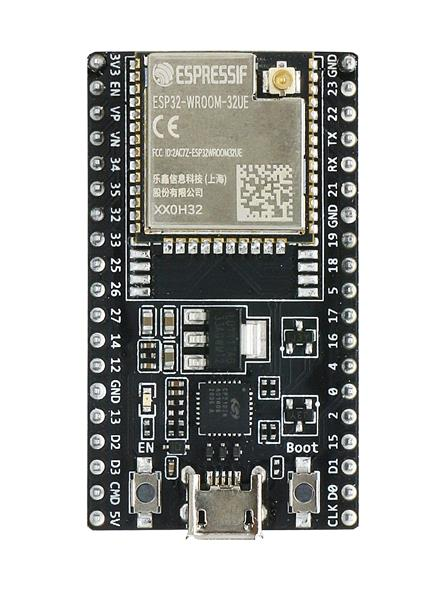 ESPRESSIF
ESP32-WROOM-32UE
CE
FCC ID:2AC7Z-ESP32WROOM32UE
乐鑫信息科技(上海)
股份有限公司
XX0H32
3V3
EN
VP
VN
34
35
32
33
25
26
27
14
12
GND
13
D2
D3
CMD
5V
GND
23
22
TX
RX
21
GND
19
18
5
17
16
4
0
2
15
D1
D0
CLK
EN
Boot